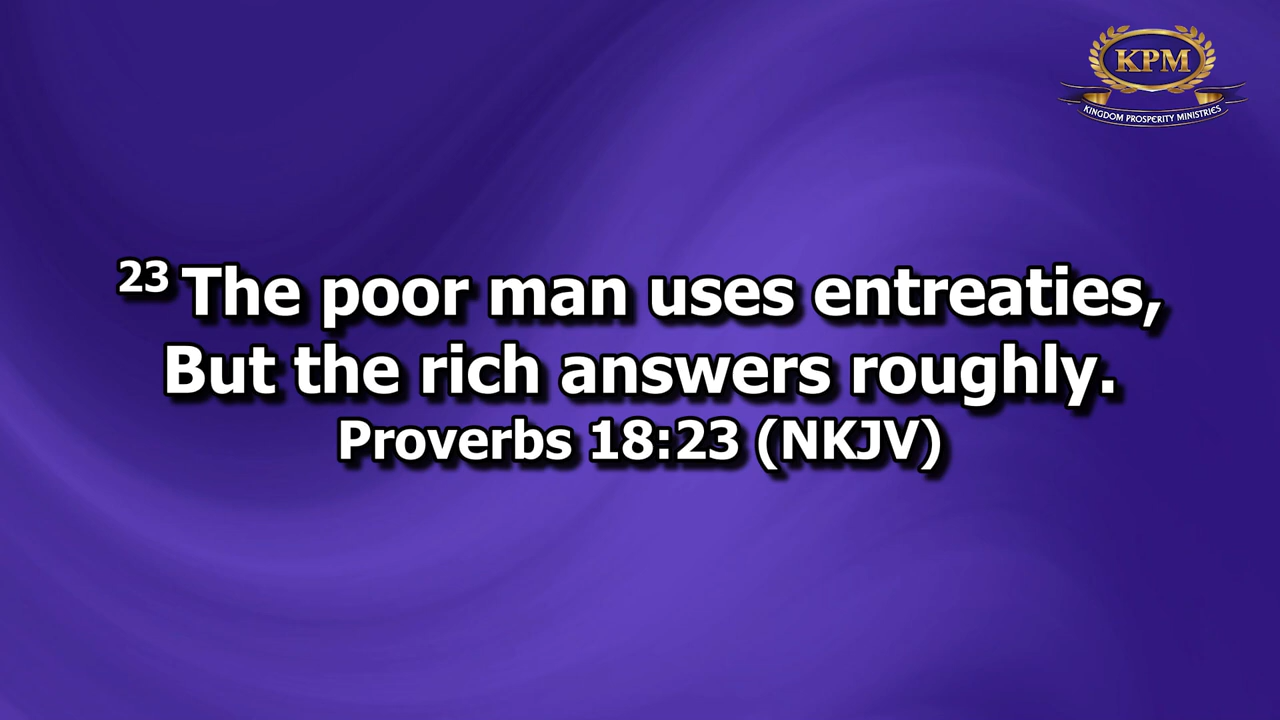 KPM
KINGDOM PROSPERITY MINISTRIES
23 The poor man uses entreaties,
But the rich answers roughly.
Proverbs 18:23 (NKJV)